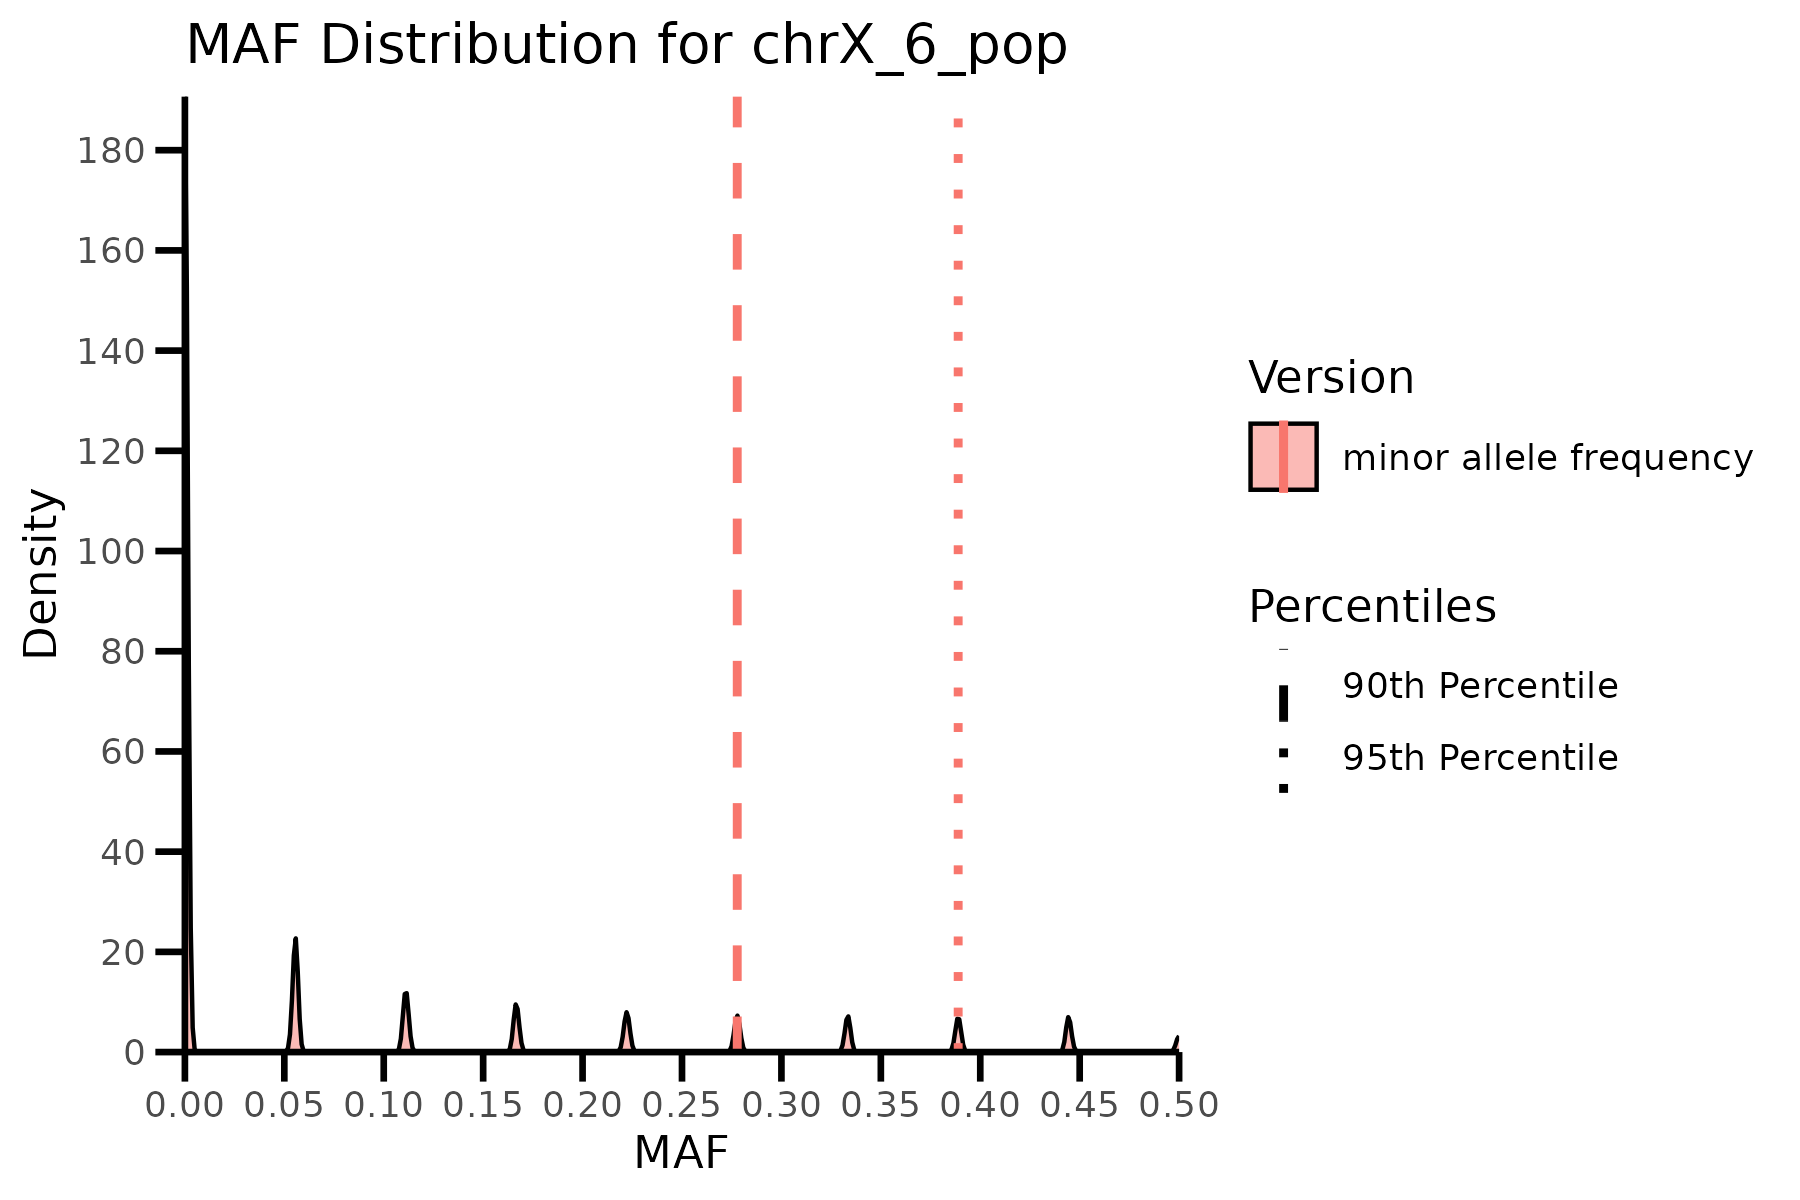 MAF Distribution for chrX_6_pop
Density
180
160
140
120
100
80
60
40
20
0
0.00 0.05 0.10 0.15 0.20 0.25 0.30 0.35 0.40 0.45 0.50
MAF
Version
minor allele frequency
Percentiles
90th Percentile
95th Percentile